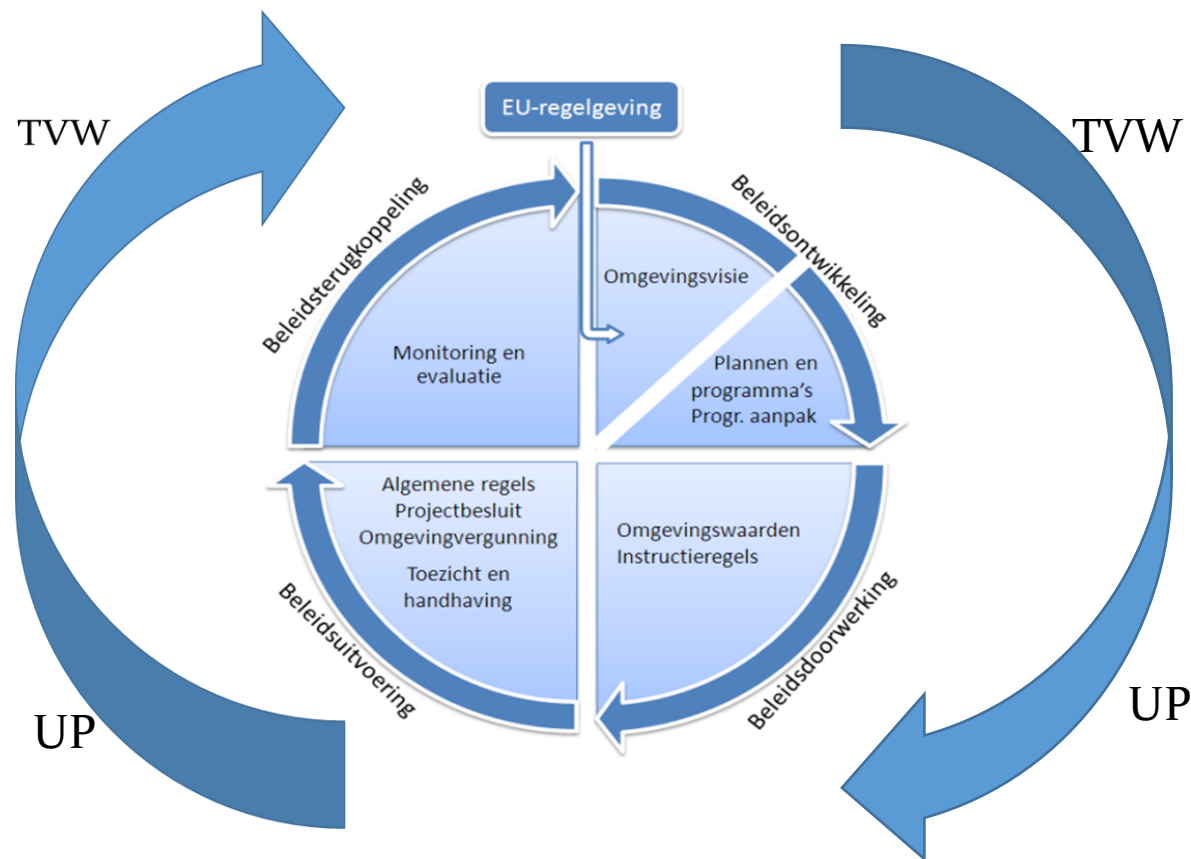 EU-regelgeving
TVW
TVW
Beleidsterugkoppeling
Beleidsontwikkeling
Omgevingsvisie
Monitoring en
evaluatie
Plannen en
programma's
Progr. aanpak
Algemene regels
Projectbesluit
Omgevingvergunning
Toezicht en
handhaving
Omgevingswaarden
Instructieregels
Beleidsuitvoering
Beleidsdoorwerking
UP
UP